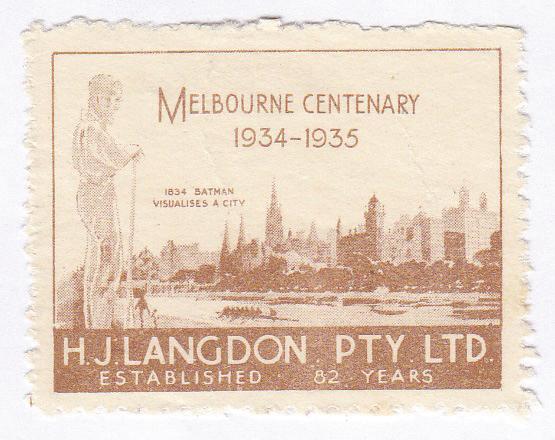 MELBOURNE CENTENARY
1934-1935
1834 BATMAN
VISUALISES A CITY
H.J. LANGDON. PTY. LTD.
ESTABLISHED 82 YEARS